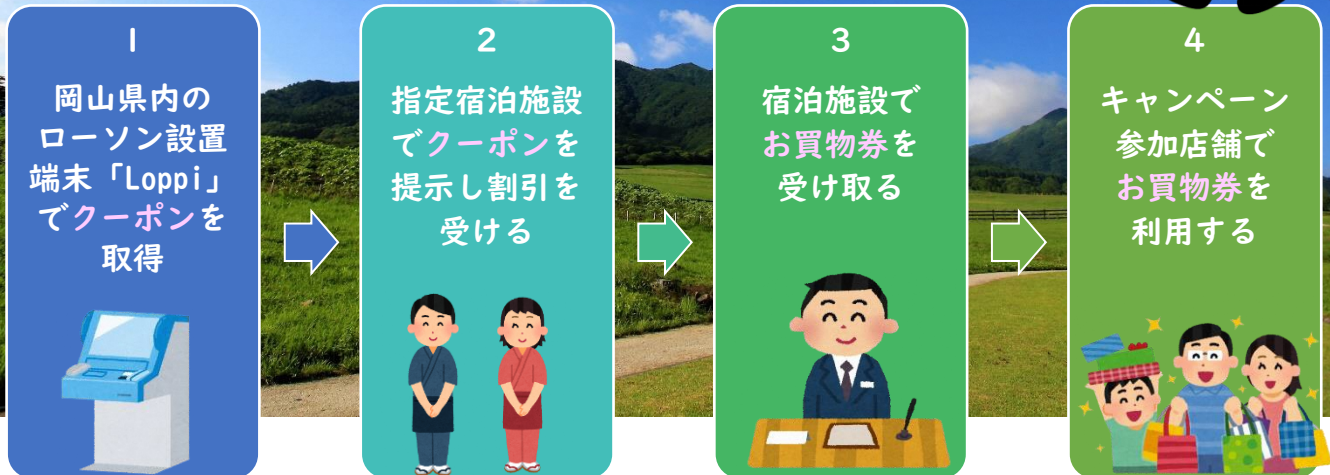 1
岡山県内の
ローソン設置
端末「Loppi」
でクーポンを
取得
2
指定宿泊施設
でクーポンを
提示し割引を
受ける
3
宿泊施設で
お買物券を
受け取る
4
キャンペーン
参加店舗で
お買物券を
利用する